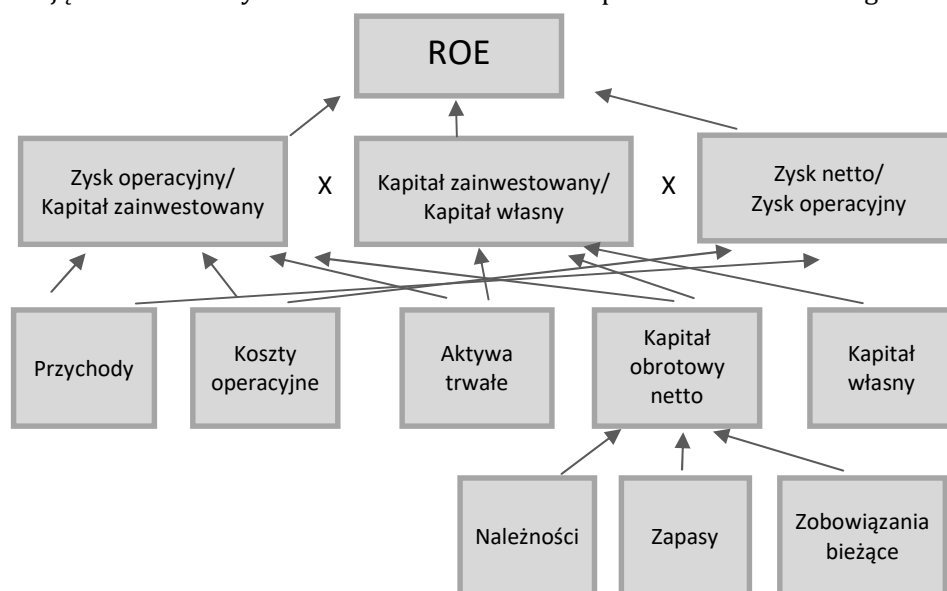 ROE
Zysk operacyjny/
Kapitał zainwestowany
X
Kapitał zainwestowany/
Kapitał własny
X
Zysk netto/
Zysk operacyjny
Przychody
Koszty
operacyjne
Aktywa
trwałe
Kapitał
obrotowy
netto
Kapitał
własny
Należności
Zapasy
Zobowiązania
bieżące